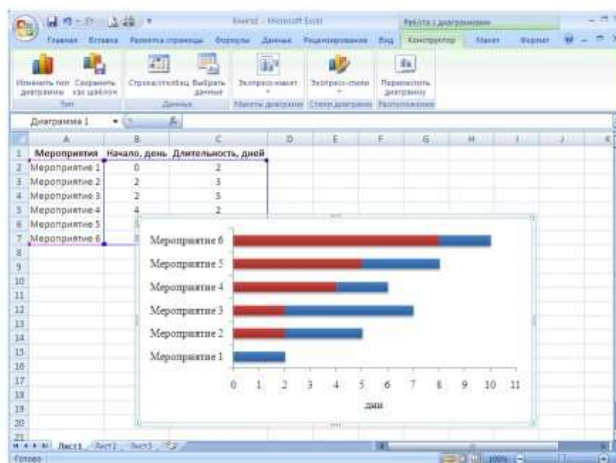 Книга1 - Microsoft Excel
Работа с диаграммами
Главная Вставка Разметка страницы Формулы Данные Рецензирование Вид Конструктор Макет Формат
Изменить тип диаграммы Сохранить как шаблон Строка/столбец Выбрать данные Экспресс-макет Экспресс-стили Переместить диаграмму
Тип Данные Макеты диаграмм Стили диаграмм Расположение
Диаграмма 1
A B C D E F G H I J K
1 Мероприятия Начало, день Длительность, дней
2 Мероприятие 1 0 2
3 Мероприятие 2 2 3
4 Мероприятие 3 2 5
5 Мероприятие 4 4 2
6 Мероприятие 5
7 Мероприятие 6
8
9
10
11
12
13
14
15
16
17
18
19
20
21
Мероприятие 6
Мероприятие 5
Мероприятие 4
Мероприятие 3
Мероприятие 2
Мероприятие 1
0 1 2 3 4 5 6 7 8 9 10 11
дни
Лист1 Лист2 Лист3
Готово 100%